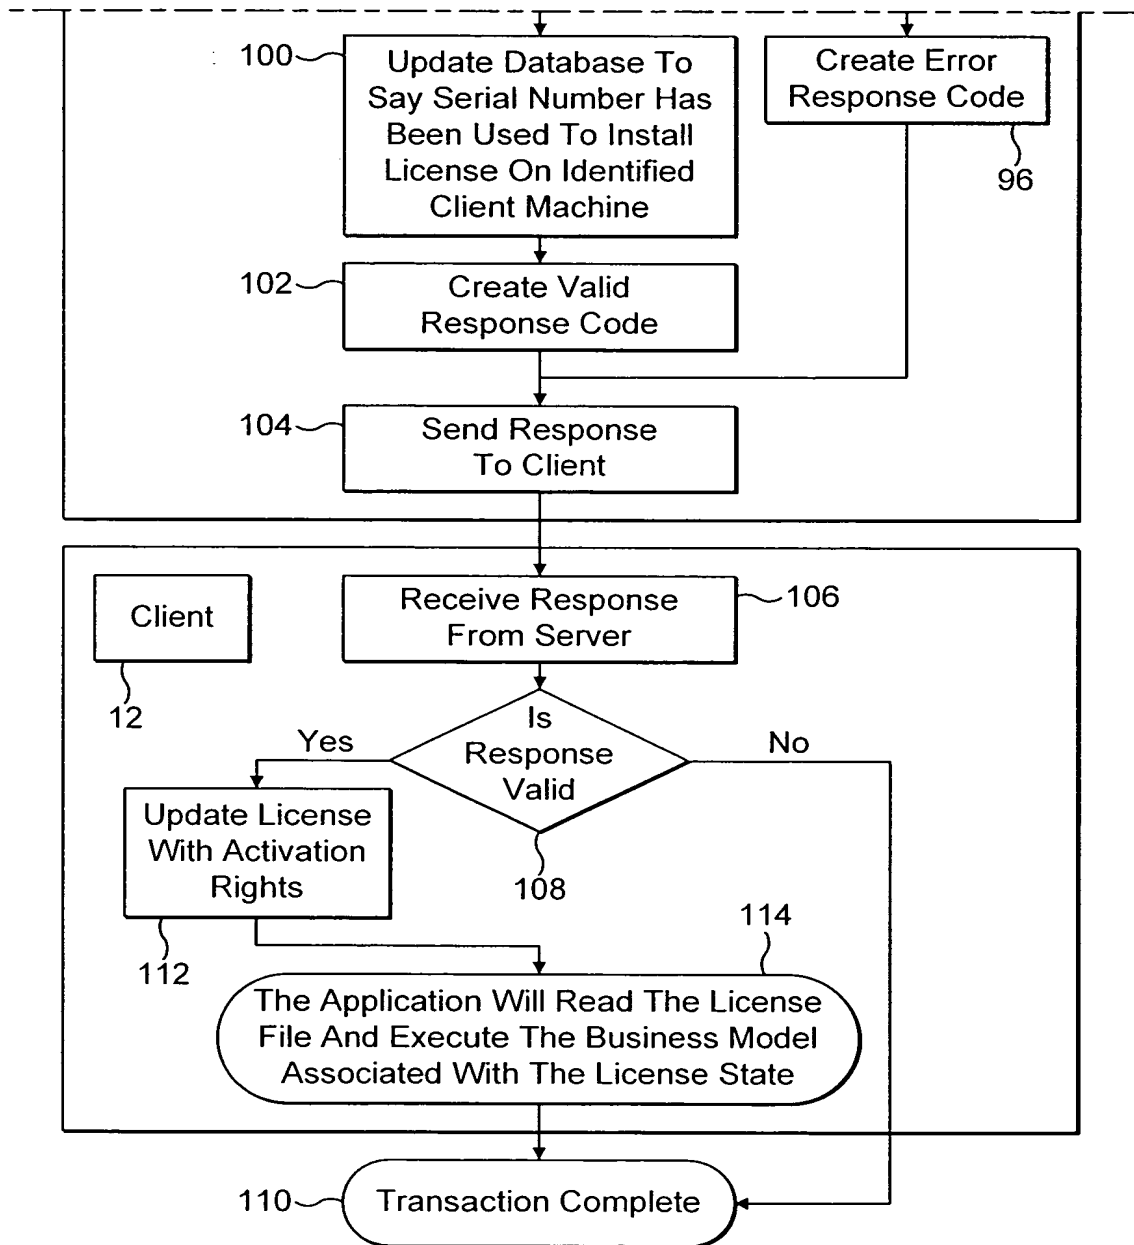 100
Update Database To
Say Serial Number Has
Been Used To Install
License On Identified
Client Machine
Create Error
Response Code
96
102
Create Valid
Response Code
104
Send Response
To Client
Client
12
Receive Response
From Server
106
Is
Response
Valid
Yes
No
108
Update License
With Activation
Rights
112
114
The Application Will Read The License
File And Execute The Business Model
Associated With The License State
110
Transaction Complete